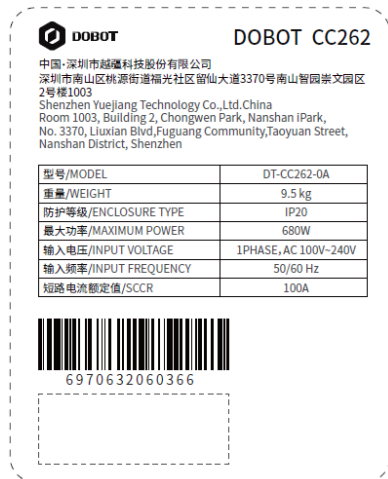 DOBOT
DOBOT CC262
中国·深圳市越疆科技股份有限公司
深圳市南山区桃源街道福光社区留仙大道3370号南山智园崇文园区
2号楼1003
Shenzhen Yuejiang Technology Co.,Ltd.China
Room 1003, Building 2, Chongwen Park, Nanshan iPark,
No. 3370, Liuxian Blvd,Fuguang Community,Taoyuan Street,
Nanshan District, Shenzhen
型号/MODEL DT-CC262-0A
重量/WEIGHT 9.5 kg
防护等级/ENCLOSURE TYPE IP20
最大功率/MAXIMUM POWER 680W
输入电压/INPUT VOLTAGE 1PHASE, AC 100V~240V
输入频率/INPUT FREQUENCY 50/60 Hz
短路电流额定值/SCCR 100A
6970632060366